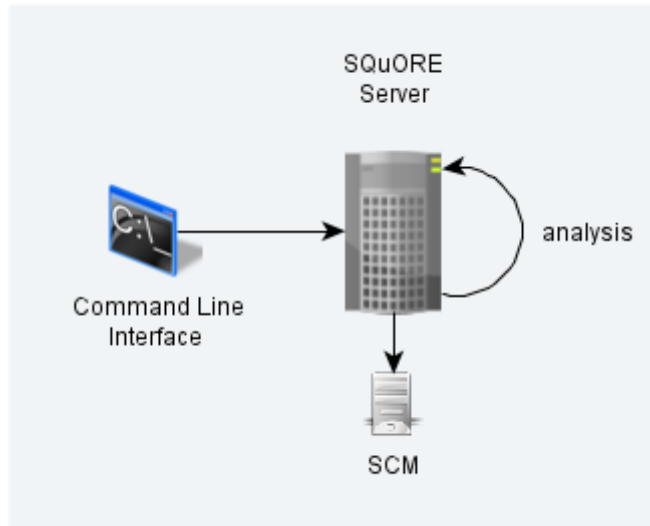 SQuORE
Server
C:\_
analysis
Command Line
Interface
SCM